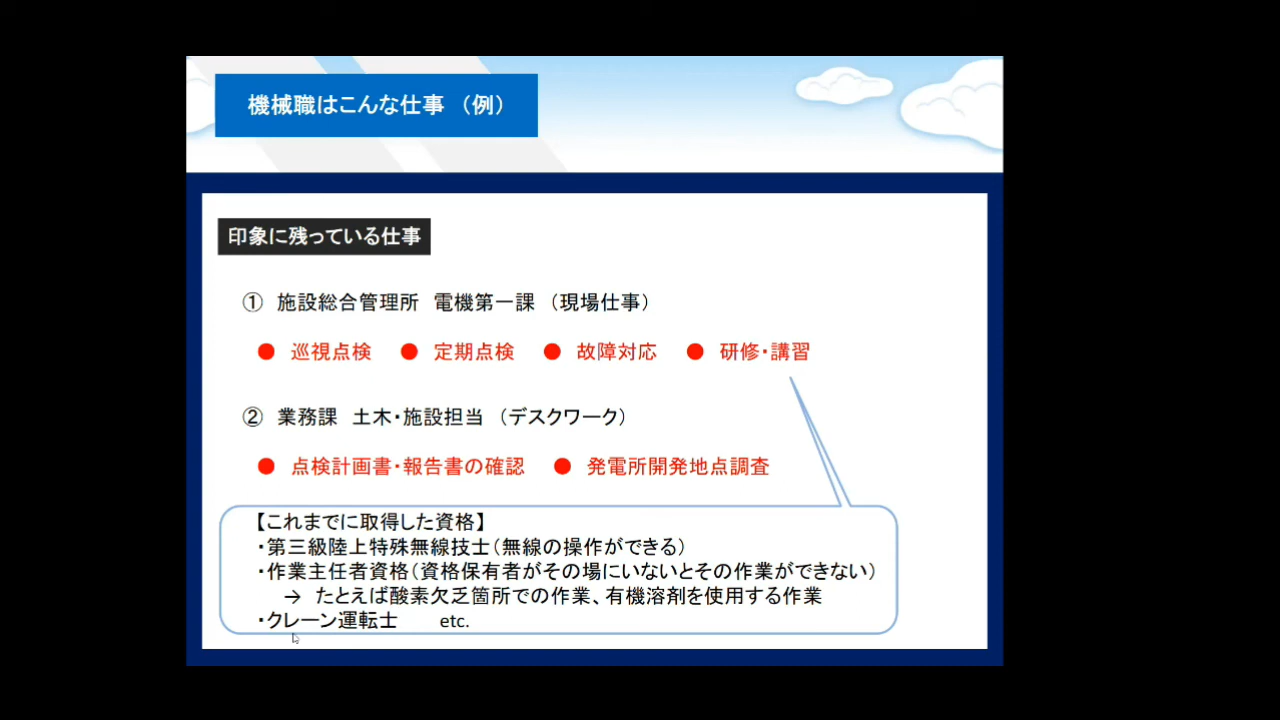 機械職はこんな仕事 （例）
印象に残っている仕事
① 施設総合管理所 電機第一課 （現場仕事）
● 巡視点検 ● 定期点検 ● 故障対応 ● 研修・講習
② 業務課 土木・施設担当 （デスクワーク）
● 点検計画書・報告書の確認 ● 発電所開発地点調査
【これまでに取得した資格】
・第三級陸上特殊無線技士（無線の操作ができる）
・作業主任者資格（資格保有者がその場にいないとその作業ができない）
→ たとえば酸素欠乏箇所での作業、有機溶剤を使用する作業
・クレーン運転士 etc.